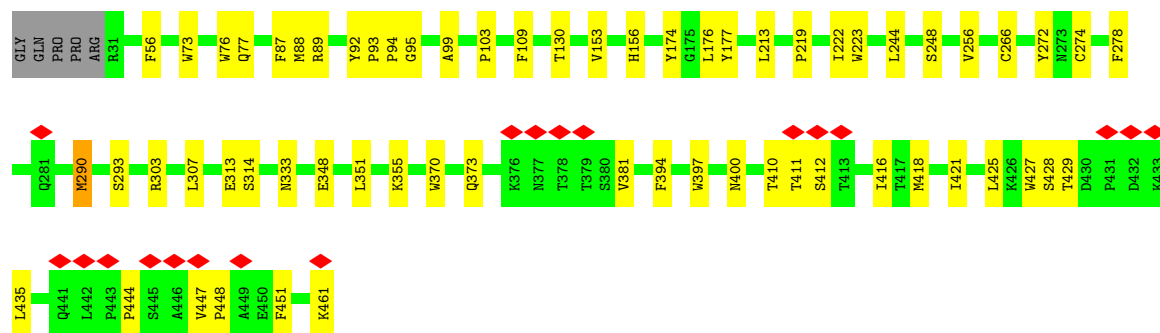 GLY GLN PRO PRO ARG R31 F56 W73 W76 Q77 F87 M88 R89 Y92 P93 P94 G95 A99 P103 F109 T130 V153 H156 Y174 G175 L176 Y177 L213 P219 I222 W223 L244 S248 V256 C266 Y272 N273 C274 F278
Q281 M290 S293 R303 L307 E313 S314 N333 E348 L351 K355 W370 Q373 K376 N377 T378 T379 S380 V381 F394 W397 N400 T410 T411 S412 T413 I416 T417 M418 I421 L425 K426 W427 S428 T429 D430 P431 D432 K433
L435 Q441 L442 P443 P444 S445 A446 V447 P448 A449 E450 F451 K461